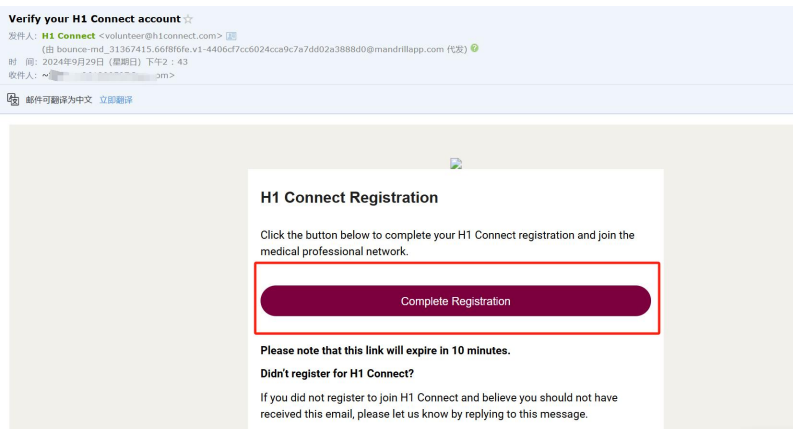 Verify your H1 Connect account ☆
发件人：H1 Connect <volunteer@h1connect.com>
(由 bounce-md_31367415.66f8f6fe.v1-4406cf7cc6024cca9c7a7dd02a3888d0@mandrillapp.com 代发)
时 间：2024年9月29日 (星期日) 下午2：43
收件人：
邮件可翻译为中文 立即翻译
H1 Connect Registration
Click the button below to complete your H1 Connect registration and join the
medical professional network.
Complete Registration
Please note that this link will expire in 10 minutes.
Didn't register for H1 Connect?
If you did not register to join H1 Connect and believe you should not have
received this email, please let us know by replying to this message.